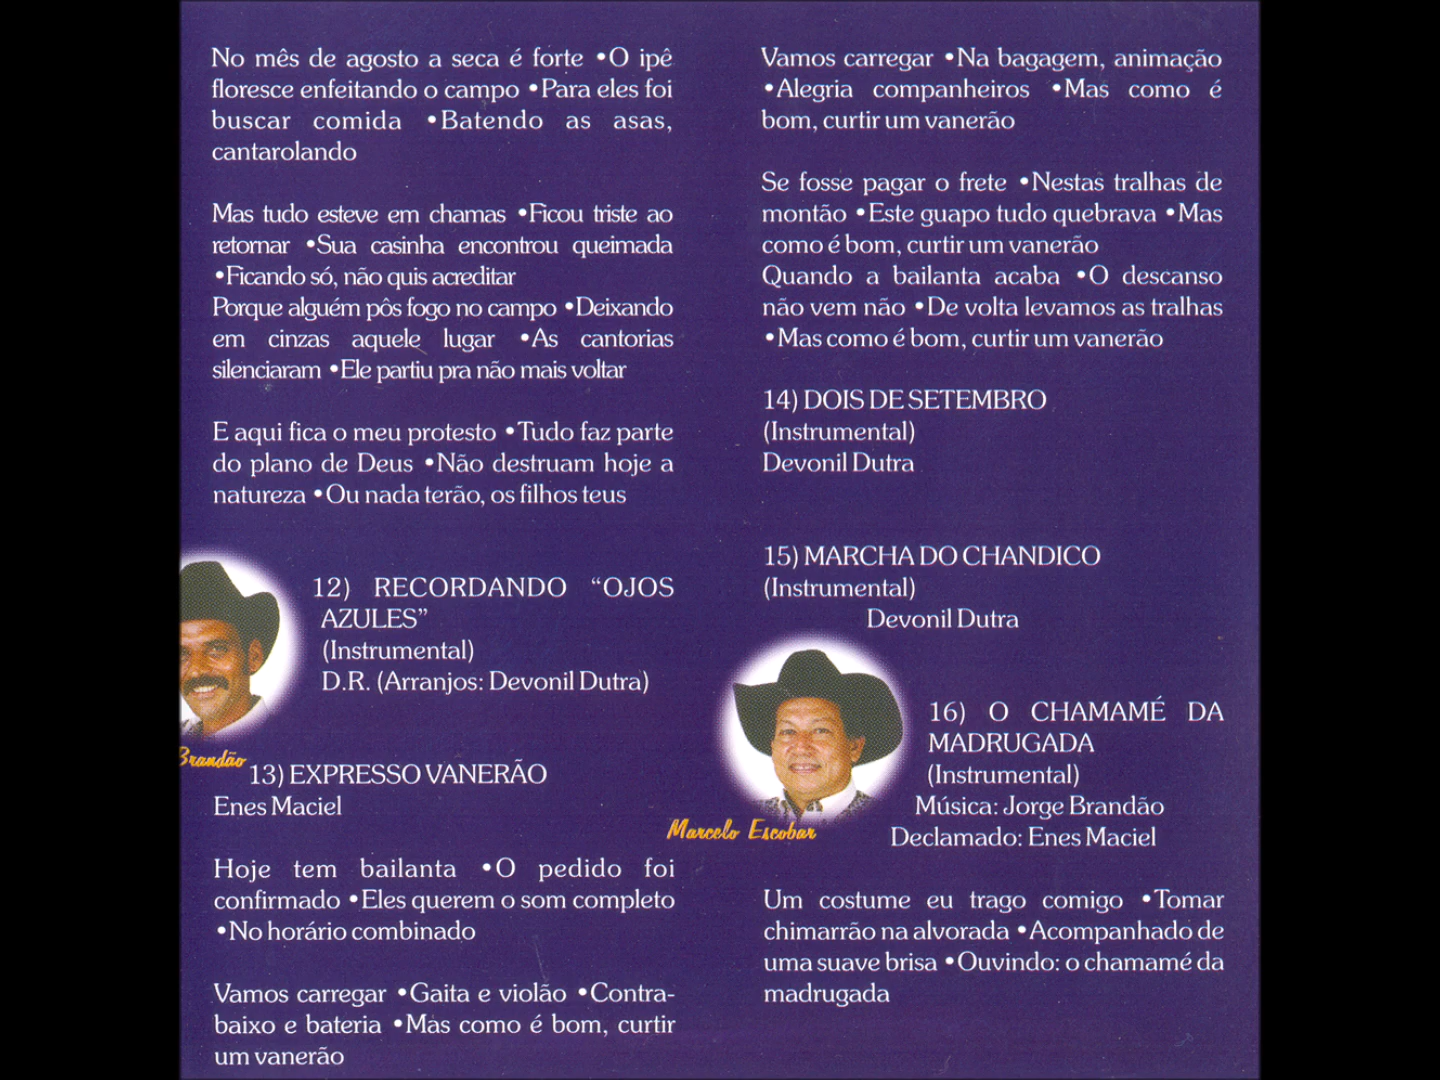 No mês de agosto a seca é forte •O ipê
floresce enfeitando o campo •Para eles foi
buscar comida •Batendo as asas,
cantarolando
Mas tudo esteve em chamas •Ficou triste ao
retornar •Sua casinha encontrou queimada
•Ficando só, não quis acreditar
Porque alguém pôs fogo no campo •Deixando
em cinzas aquele lugar •As cantorias
silenciaram •Ele partiu pra não mais voltar
E aqui fica o meu protesto •Tudo faz parte
do plano de Deus •Não destruam hoje a
natureza •Ou nada terão, os filhos teus
12) RECORDANDO “OJOS
AZULES”
(Instrumental)
D.R. (Arranjos: Devonil Dutra)
Brandão
13) EXPRESSO VANERÃO
Enes Maciel
Hoje tem bailanta •O pedido foi
confirmado •Eles querem o som completo
•No horário combinado
Vamos carregar •Gaita e violão •Contra-
baixo e bateria •Mas como é bom, curtir
um vanerão
Vamos carregar •Na bagagem, animação
•Alegria companheiros •Mas como é
bom, curtir um vanerão
Se fosse pagar o frete •Nestas tralhas de
montão •Este guapo tudo quebrava •Mas
como é bom, curtir um vanerão
Quando a bailanta acaba •O descanso
não vem não •De volta levamos as tralhas
•Mas como é bom, curtir um vanerão
14) DOIS DE SETEMBRO
(Instrumental)
Devonil Dutra
15) MARCHA DO CHANDICO
(Instrumental)
Devonil Dutra
16) O CHAMAMÉ DA
MADRUGADA
(Instrumental)
Música: Jorge Brandão
Declamado: Enes Maciel
Marcelo Escobar
Um costume eu trago comigo •Tomar
chimarrão na alvorada •Acompanhado de
uma suave brisa •Ouvindo: o chamamé da
madrugada